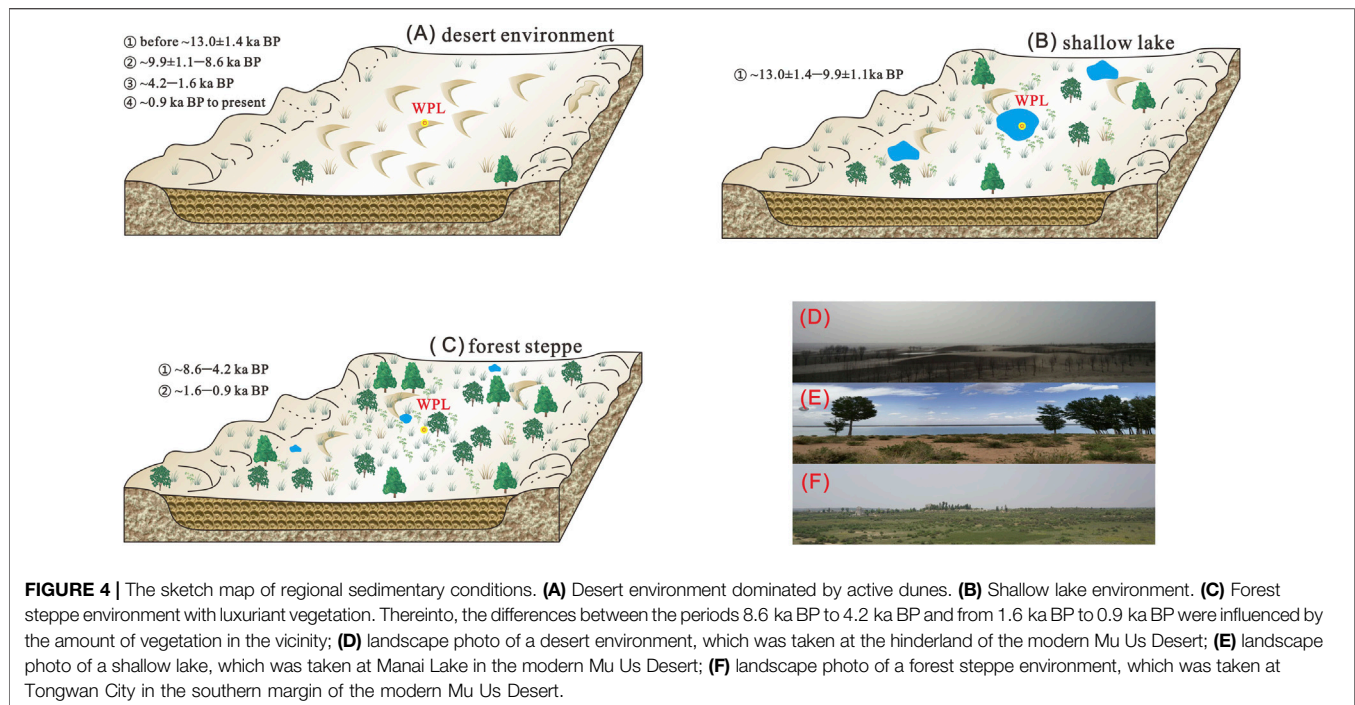 (A) desert environment
① before ~13.0±1.4 ka BP
② ~9.9±1.1—8.6 ka BP
③ ~4.2—1.6 ka BP
④ ~0.9 ka BP to present
WPL
(B) shallow lake
① ~13.0±1.4—9.9±1.1ka BP
WPL
(C) forest steppe
① ~8.6—4.2 ka BP
② ~1.6—0.9 ka BP
WPL
(D)
(E)
(F)
FIGURE 4 | The sketch map of regional sedimentary conditions. (A) Desert environment dominated by active dunes. (B) Shallow lake environment. (C) Forest
steppe environment with luxuriant vegetation. Thereinto, the differences between the periods 8.6 ka BP to 4.2 ka BP and from 1.6 ka BP to 0.9 ka BP were influenced by
the amount of vegetation in the vicinity; (D) landscape photo of a desert environment, which was taken at the hinderland of the modern Mu Us Desert; (E) landscape
photo of a shallow lake, which was taken at Manai Lake in the modern Mu Us Desert; (F) landscape photo of a forest steppe environment, which was taken at
Tongwan City in the southern margin of the modern Mu Us Desert.